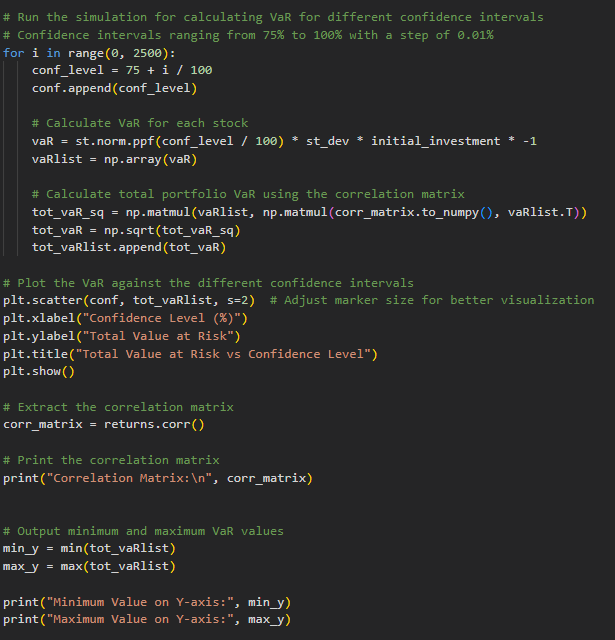 # Run the simulation for calculating VaR for different confidence intervals
# Confidence intervals ranging from 75% to 100% with a step of 0.01%
for i in range(0, 2500):
    conf_level = 75 + i / 100
    conf.append(conf_level)

    # Calculate VaR for each stock
    vaR = st.norm.ppf(conf_level / 100) * st_dev * initial_investment * -1
    vaRlist = np.array(vaR)

    # Calculate total portfolio VaR using the correlation matrix
    tot_vaR_sq = np.matmul(vaRlist, np.matmul(corr_matrix.to_numpy(), vaRlist.T))
    tot_vaR = np.sqrt(tot_vaR_sq)
    tot_vaRlist.append(tot_vaR)

# Plot the VaR against the different confidence intervals
plt.scatter(conf, tot_vaRlist, s=2)  # Adjust marker size for better visualization
plt.xlabel("Confidence Level (%)")
plt.ylabel("Total Value at Risk")
plt.title("Total Value at Risk vs Confidence Level")
plt.show()

# Extract the correlation matrix
corr_matrix = returns.corr()

# Print the correlation matrix
print("Correlation Matrix:\n", corr_matrix)


# Output minimum and maximum VaR values
min_y = min(tot_vaRlist)
max_y = max(tot_vaRlist)

print("Minimum Value on Y-axis:", min_y)
print("Maximum Value on Y-axis:", max_y)